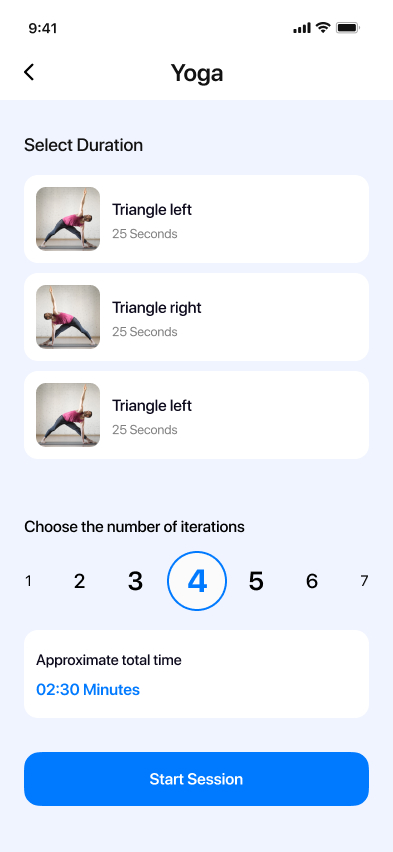 9:41
Yoga
Select Duration
Triangle left
25 Seconds
Triangle right
25 Seconds
Triangle left
25 Seconds
Choose the number of iterations
1 2 3 4 5 6 7
Approximate total time
02:30 Minutes
Start Session